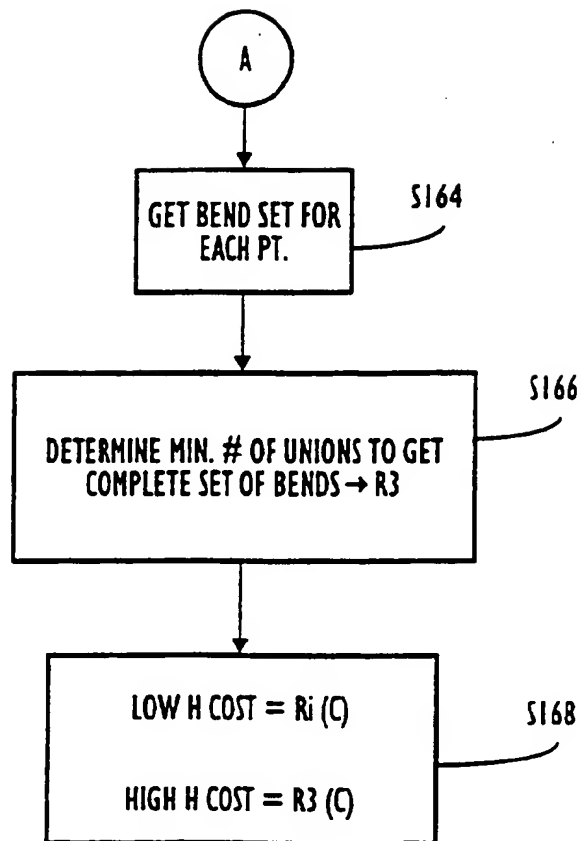 A
GET BEND SET FOR
EACH PT.
S164
DETERMINE MIN. # OF UNIONS TO GET
COMPLETE SET OF BENDS → R3
S166
LOW H COST = Ri (C)
HIGH H COST = R3 (C)
S168